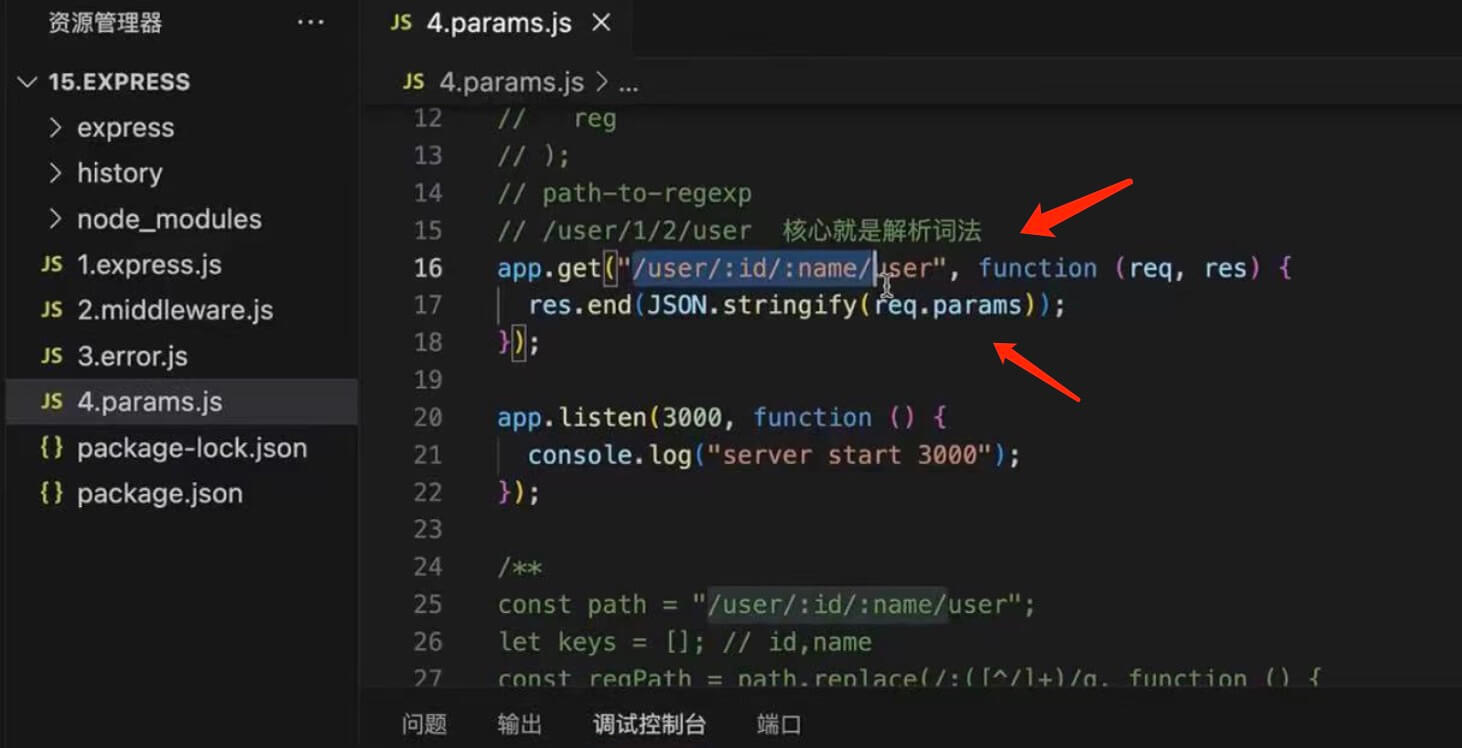 资源管理器 ...
JS 4.params.js ×
15.EXPRESS
JS 4.params.js > ...
express
history
node_modules
JS 1.express.js
JS 2.middleware.js
JS 3.error.js
JS 4.params.js
{} package-lock.json
{} package.json
12 //   reg
13 // );
14 // path-to-regexp
15 // /user/1/2/user  核心就是解析词法
16 app.get("/user/:id/:name/user", function (req, res) {
17   res.end(JSON.stringify(req.params));
18 });
19
20 app.listen(3000, function () {
21   console.log("server start 3000");
22 });
23
24 /**
25 const path = "/user/:id/:name/user";
26 let keys = []; // id,name
27 const regPath = path.replace(/:([^/]+)/g, function () {
问题 输出 调试控制台 端口